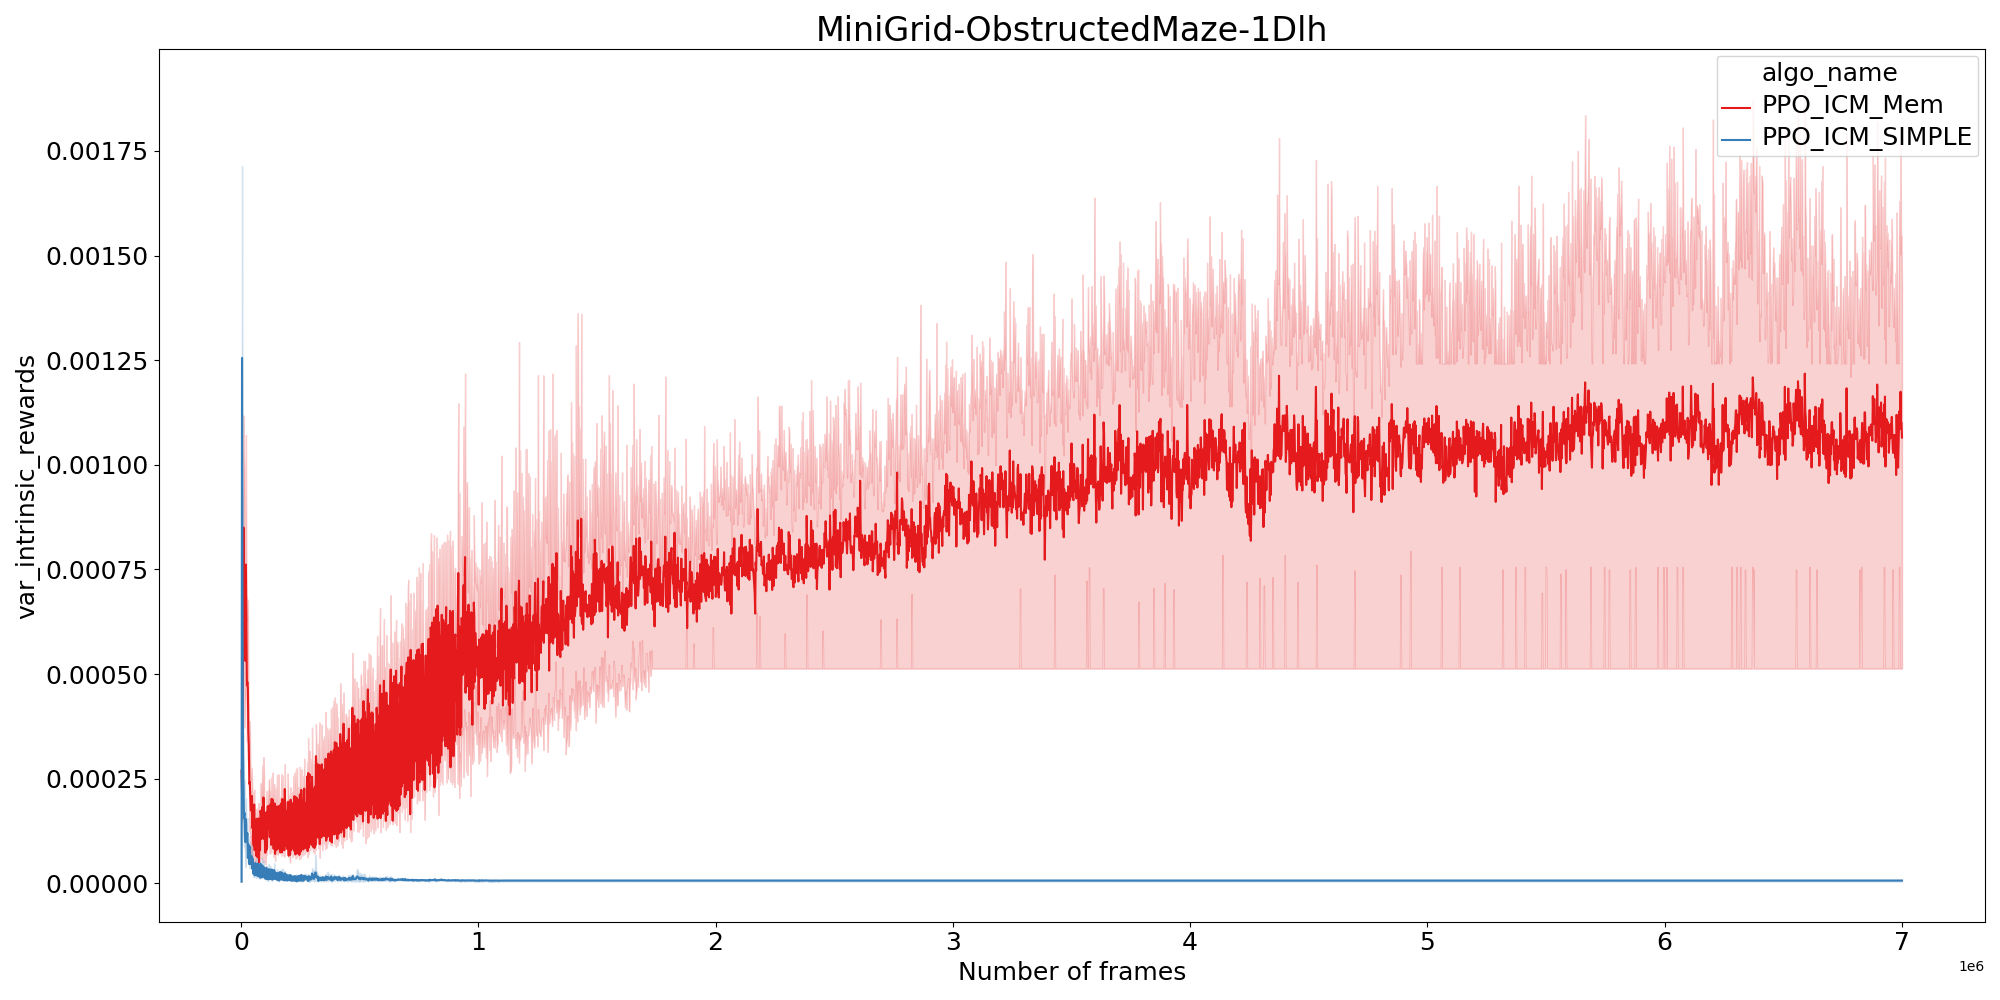 MiniGrid-ObstructedMaze-1Dlh
algo_name
PPO_ICM_Mem
PPO_ICM_SIMPLE
var_intrinsic_rewards
0.00175
0.00150
0.00125
0.00100
0.00075
0.00050
0.00025
0.00000
0 1 2 3 4 5 6 7
1e6
Number of frames